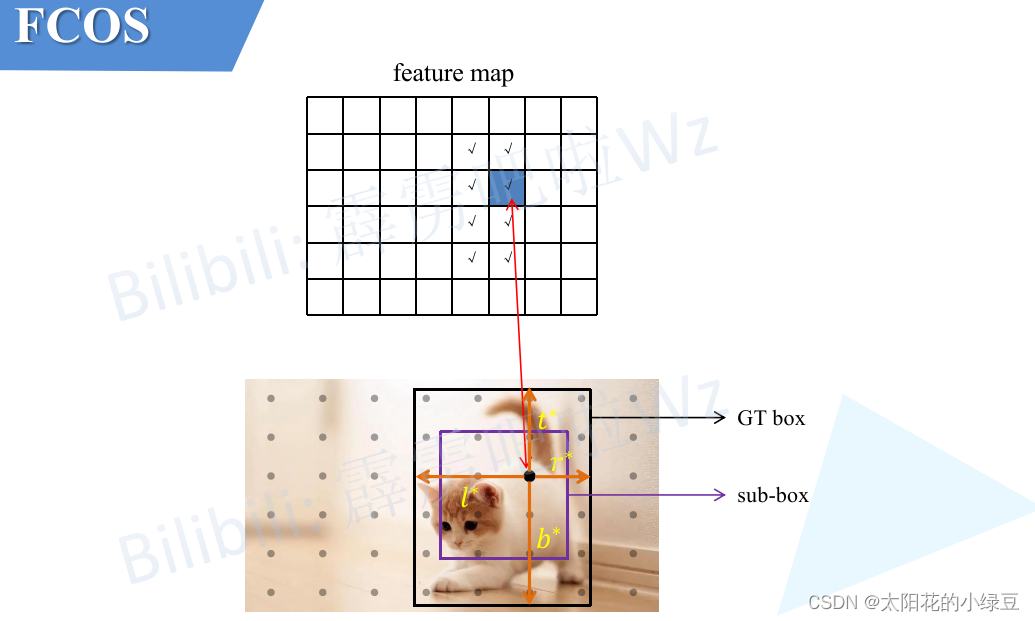 FCOS
feature map
√ √
√ √
√ √
√ √
Bilibili: 霹雳吧啦Wz
t*
GT box
r*
l*
sub-box
b*
Bilibili: 霹雳吧啦Wz
CSDN @太阳花的小绿豆